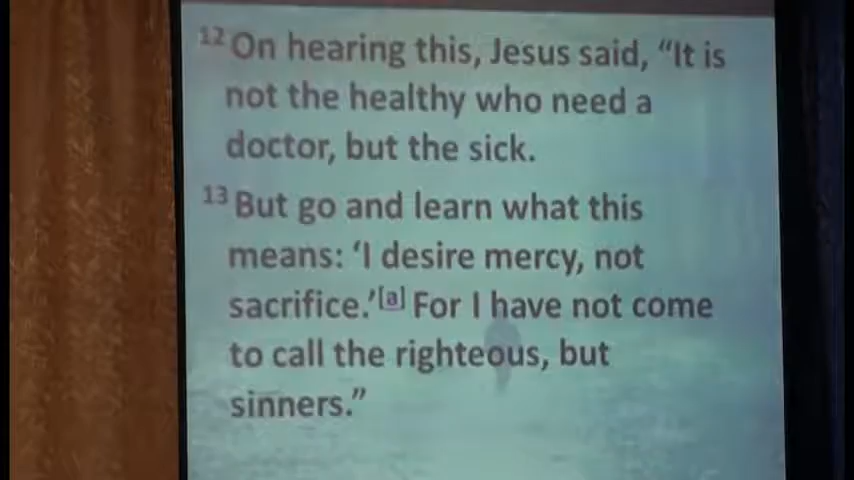 12 On hearing this, Jesus said, “It is
not the healthy who need a
doctor, but the sick.
13 But go and learn what this
means: ‘I desire mercy, not
sacrifice.’[a] For I have not come
to call the righteous, but
sinners.”